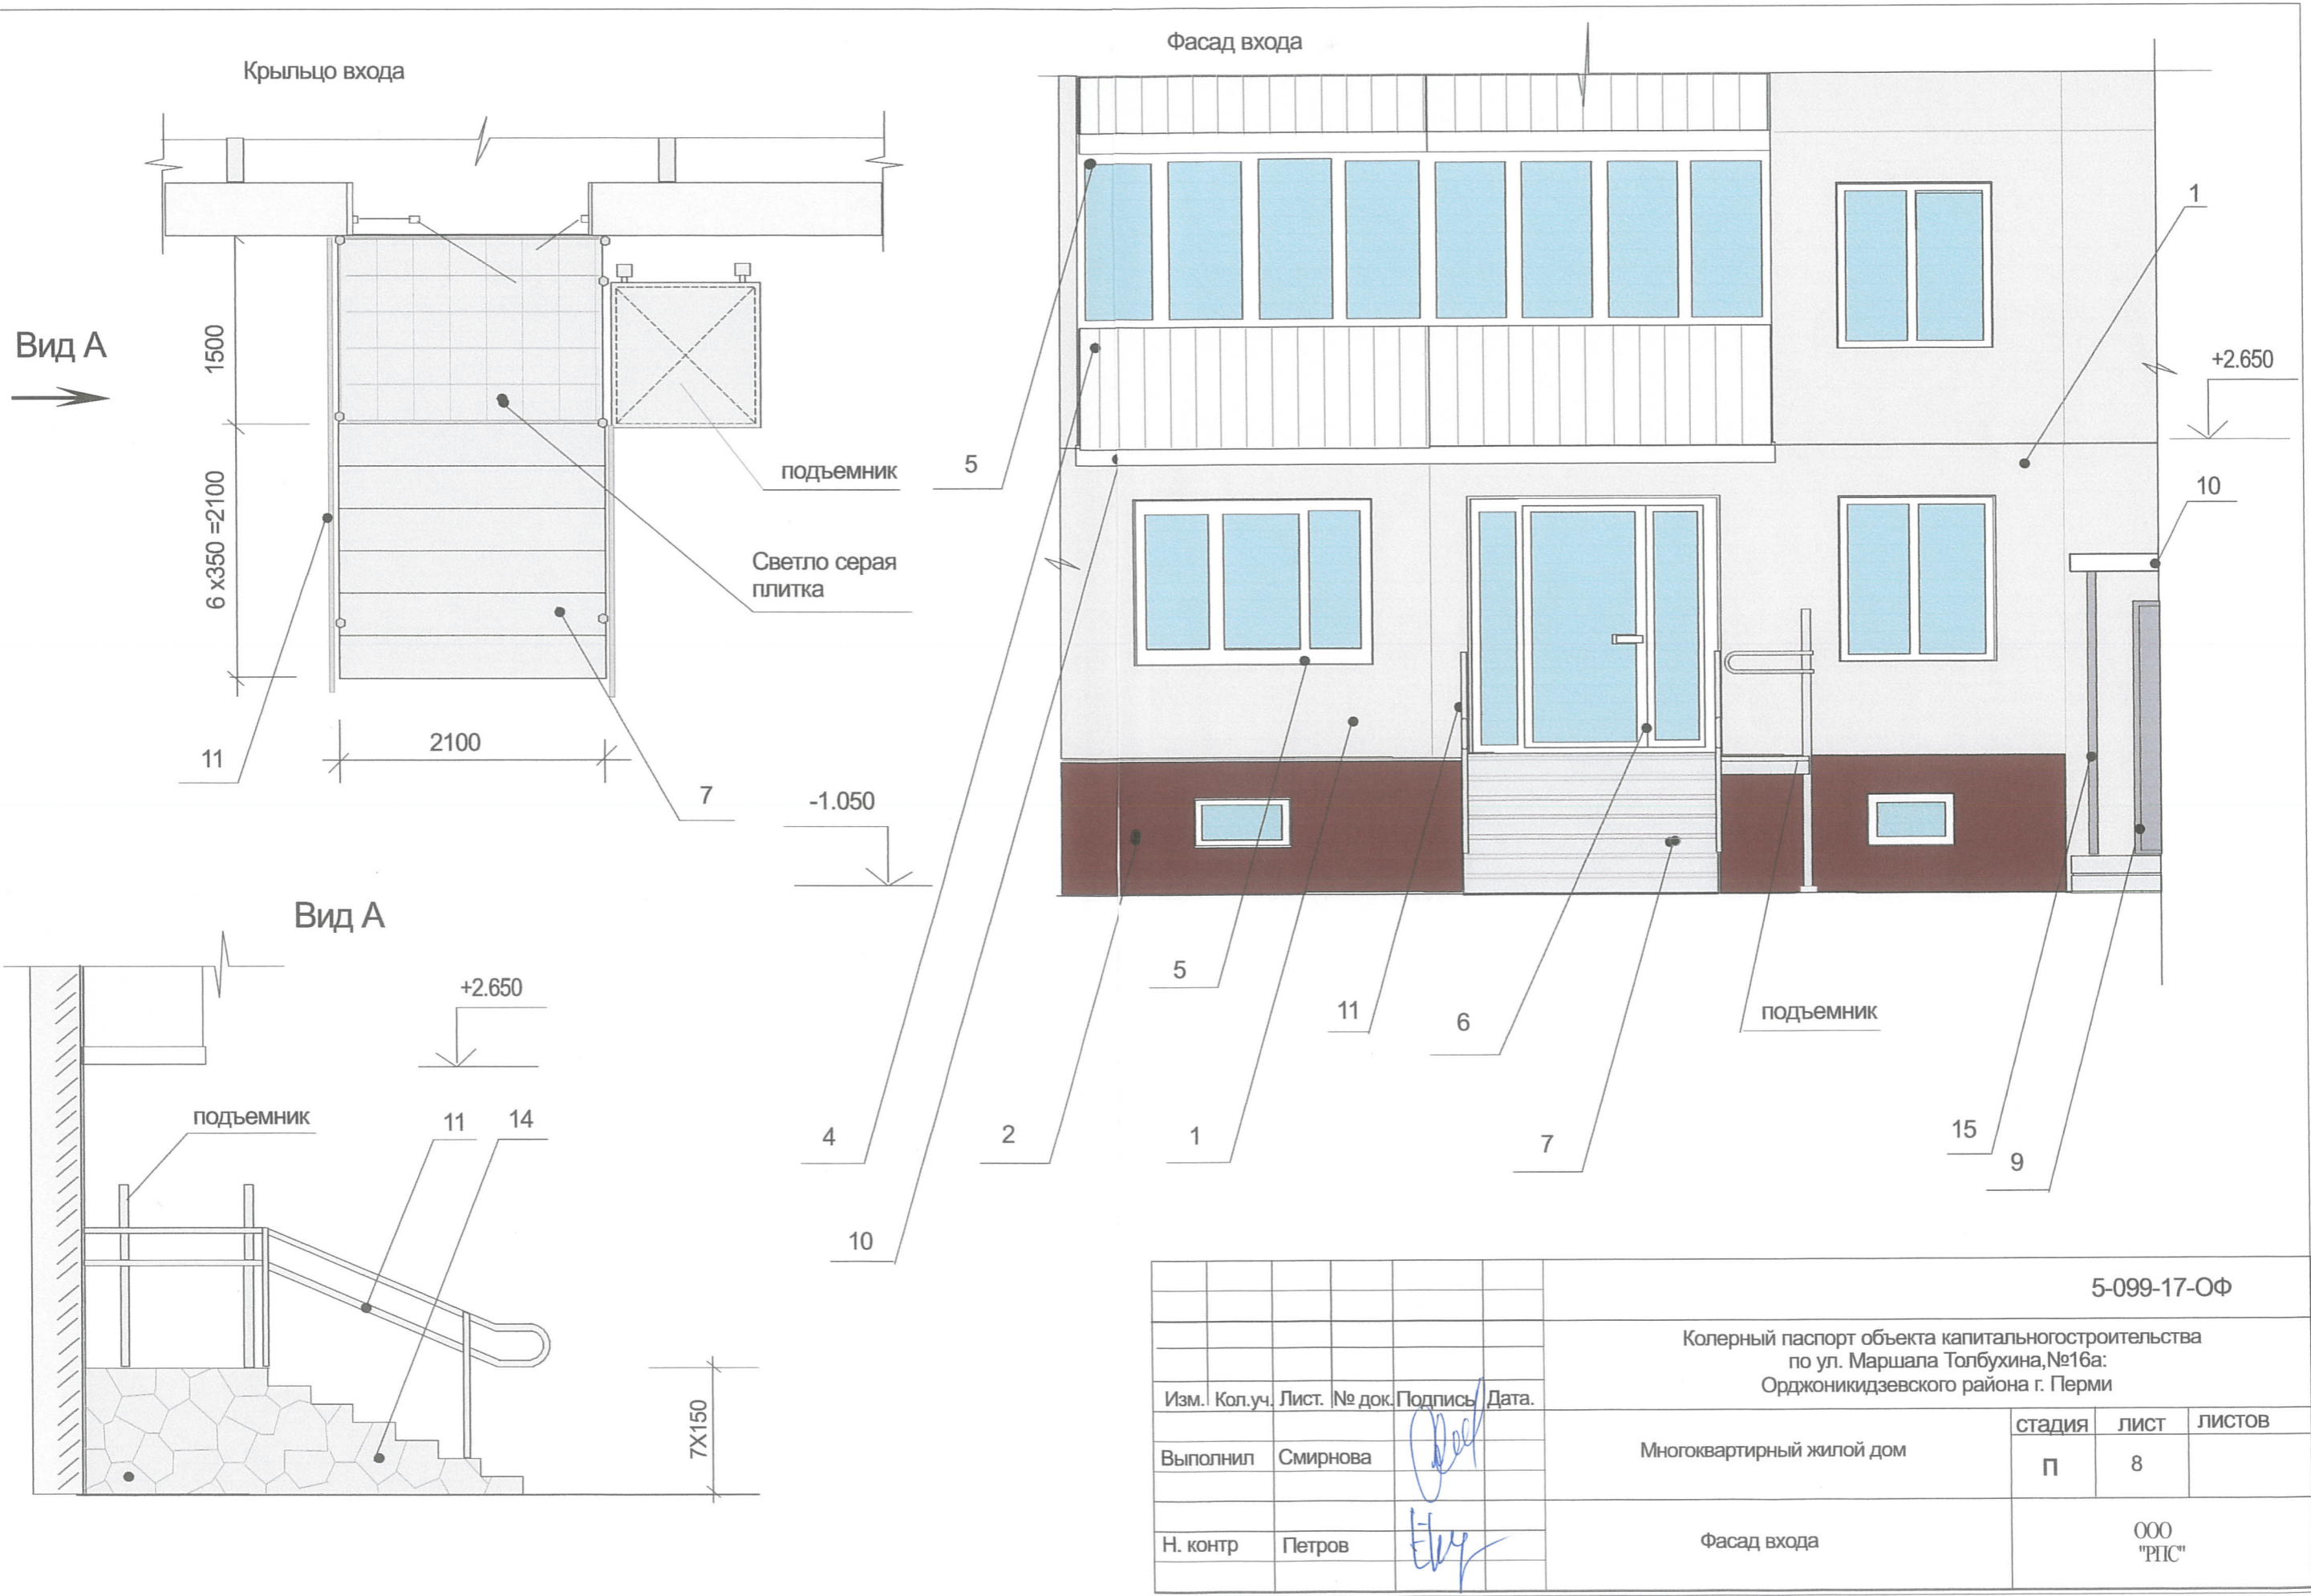 Крыльцо входа
Фасад входа
Вид А
1500
6 х350 =2100
2100
11
7
подъемник
Светло серая
плитка
-1.050
5
1
+2.650
10
5
11
6
подъемник
4
2
1
7
15
9
10
Вид А
+2.650
подъемник
11
14
7X150
5-099-17-ОФ
Колерный паспорт объекта капитальногостроительства
по ул. Маршала Толбухина,№16а:
Орджоникидзевского района г. Перми
Изм. Кол.уч. Лист. № док. Подпись Дата.
Выполнил Смирнова
Многоквартирный жилой дом
стадия лист листов
П 8
Н. контр Петров
Фасад входа
ООО
"РПС"